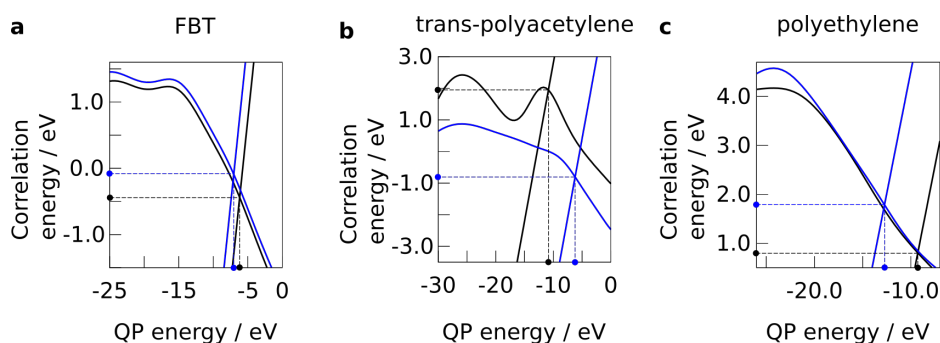 a FBT
b trans-polyacetylene
c polyethylene
Correlation
energy / eV
1.0
0.0
-1.0
-25 -15 -5 0
QP energy / eV
Correlation
energy / eV
3.0
1.0
-1.0
-3.0
-30 -20 -10 0
QP energy / eV
Correlation
energy / eV
4.0
3.0
2.0
1.0
-20.0 -10.0
QP energy / eV